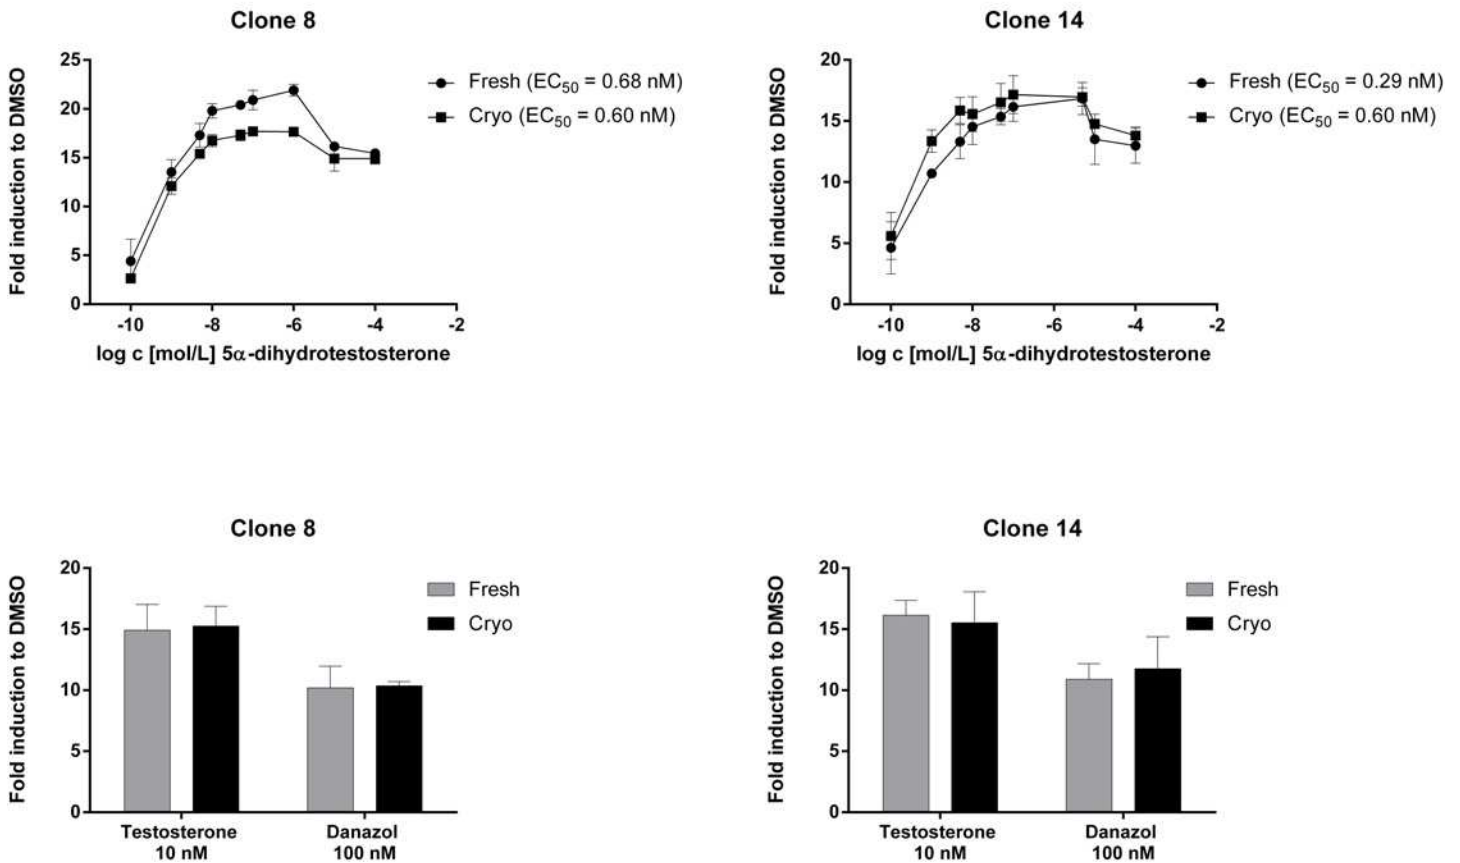 Clone 8
Fold induction to DMSO
25
20
15
10
5
0
-10 -8 -6 -4 -2
log c [mol/L] 5α-dihydrotestosterone
Fresh (EC50 = 0.68 nM)
Cryo (EC50 = 0.60 nM)
Clone 14
Fold induction to DMSO
20
15
10
5
0
-10 -8 -6 -4 -2
log c [mol/L] 5α-dihydrotestosterone
Fresh (EC50 = 0.29 nM)
Cryo (EC50 = 0.60 nM)
Clone 8
Fold induction to DMSO
20
15
10
5
0
Testosterone Danazol
10 nM 100 nM
Fresh
Cryo
Clone 14
Fold induction to DMSO
20
15
10
5
0
Testosterone Danazol
10 nM 100 nM
Fresh
Cryo